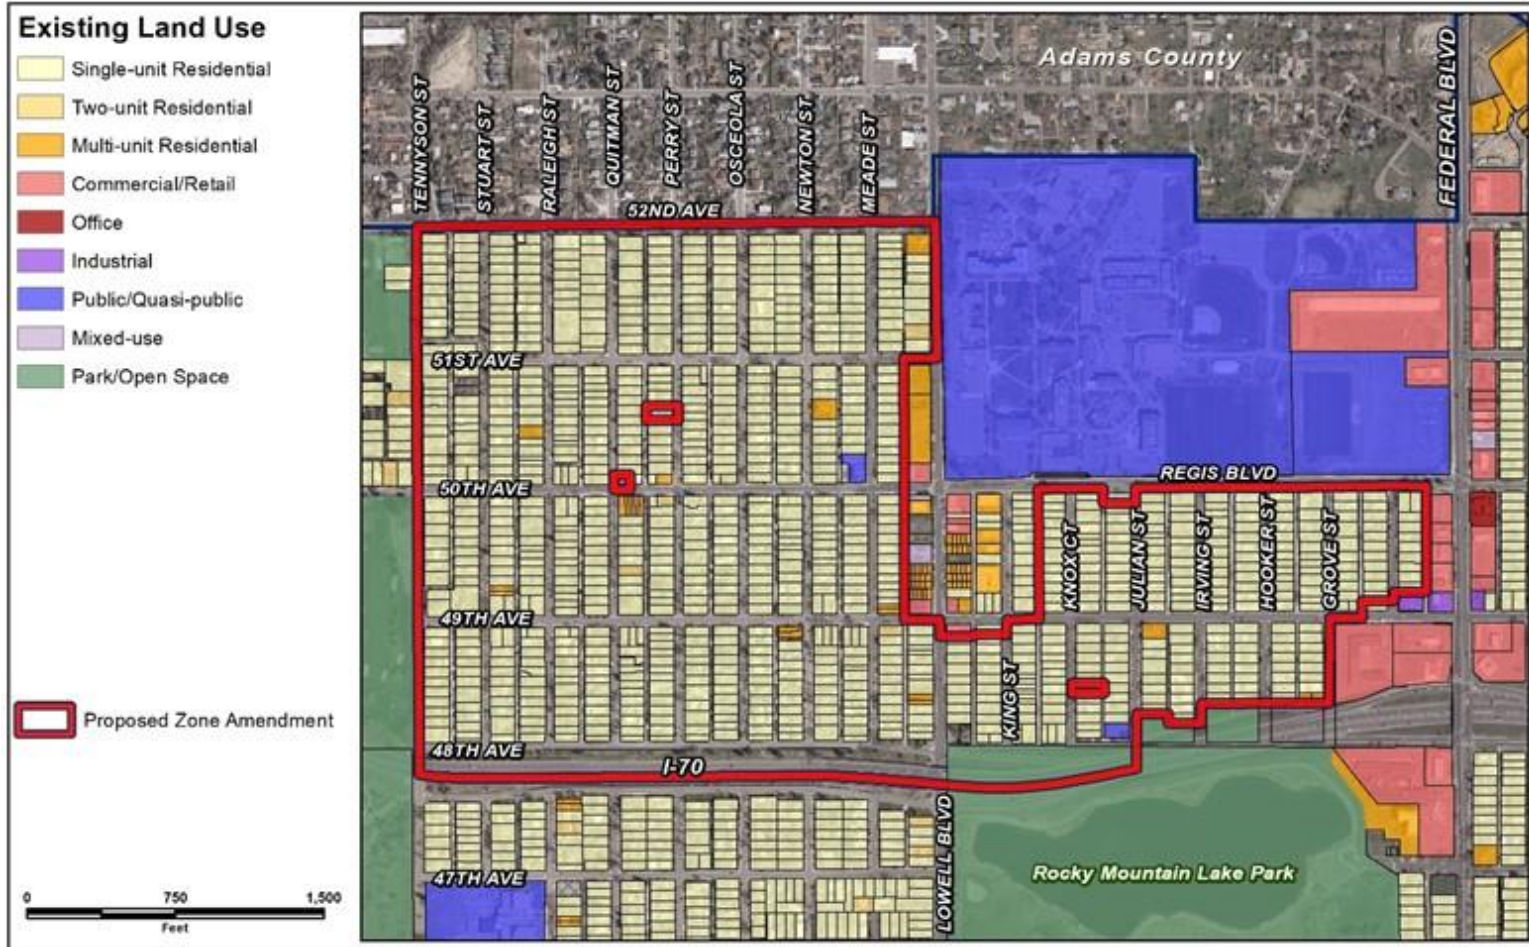 Existing Land Use
Single-unit Residential
Two-unit Residential
Multi-unit Residential
Commercial/Retail
Office
Industrial
Public/Quasi-public
Mixed-use
Park/Open Space
Proposed Zone Amendment
0 750 1,500
Feet
Adams County
TENNYSON ST
STUART ST
RALEIGH ST
QUITMAN ST
PERRY ST
OSCEOLA ST
NEWTON ST
MEADE ST
FEDERAL BLVD
52ND AVE
51ST AVE
50TH AVE
REGIS BLVD
KNOX CT
JULIAN ST
IRVING ST
HOOKER ST
GROVE ST
49TH AVE
KING ST
48TH AVE
I-70
LOWELL BLVD
Rocky Mountain Lake Park
47TH AVE